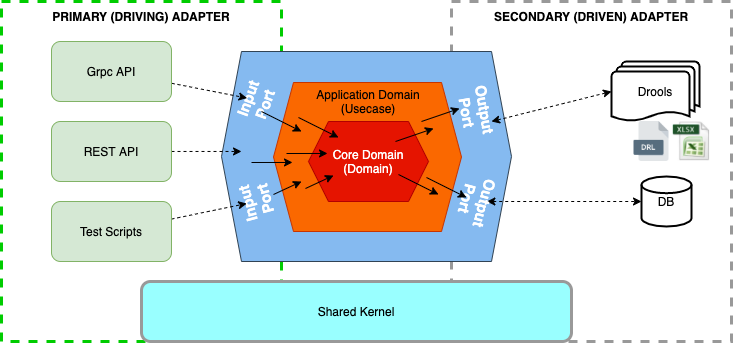 PRIMARY (DRIVING) ADAPTER
SECONDARY (DRIVEN) ADAPTER
Grpc API
REST API
Test Scripts
Input
Port
Input
Port
Application Domain
(Usecase)
Core Domain
(Domain)
Output
Port
Output
Port
Drools
DRL
XLSX
DB
Shared Kernel